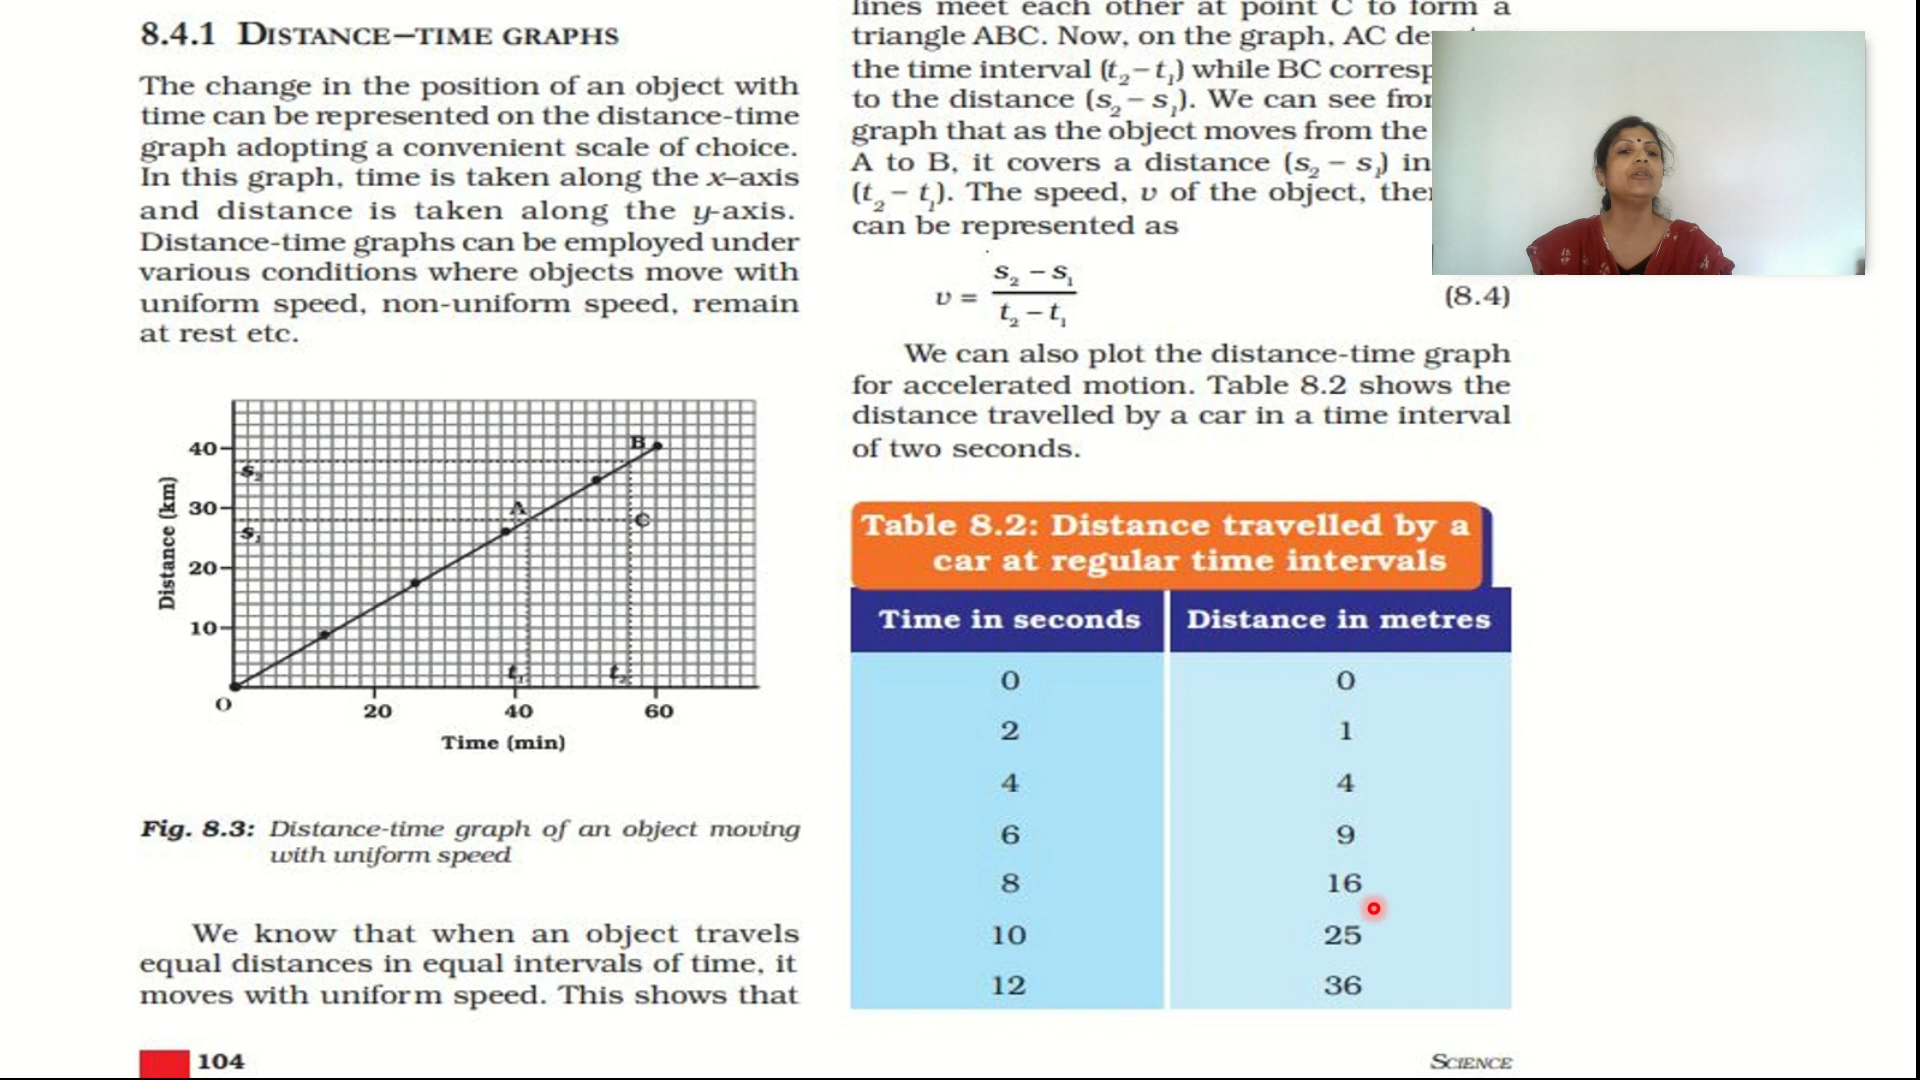 8.4.1 DISTANCE–TIME GRAPHS
The change in the position of an object with
time can be represented on the distance-time
graph adopting a convenient scale of choice.
In this graph, time is taken along the x–axis
and distance is taken along the y-axis.
Distance-time graphs can be employed under
various conditions where objects move with
uniform speed, non-uniform speed, remain
at rest etc.
40
30
20
10
s₂
s₁
A
B
C
t₁
t₂
O
20
40
60
Distance (km)
Time (min)
Fig. 8.3: Distance-time graph of an object moving
with uniform speed
We know that when an object travels
equal distances in equal intervals of time, it
moves with uniform speed. This shows that
104
lines meet each other at point C to form a
triangle ABC. Now, on the graph, AC
the time interval (t₂ – t₁) while BC
to the distance (s₂ – s₁). We can see from
graph that as the object moves from the
A to B, it covers a distance (s₂ – s₁) in
(t₂ – t₁). The speed, v of the object,
can be represented as
v = (s₂ – s₁) / (t₂ – t₁) (8.4)
We can also plot the distance-time graph
for accelerated motion. Table 8.2 shows the
distance travelled by a car in a time interval
of two seconds.
Table 8.2: Distance travelled by a
car at regular time intervals
Time in seconds Distance in metres
0 0
2 1
4 4
6 9
8 16
10 25
12 36
SCIENCE